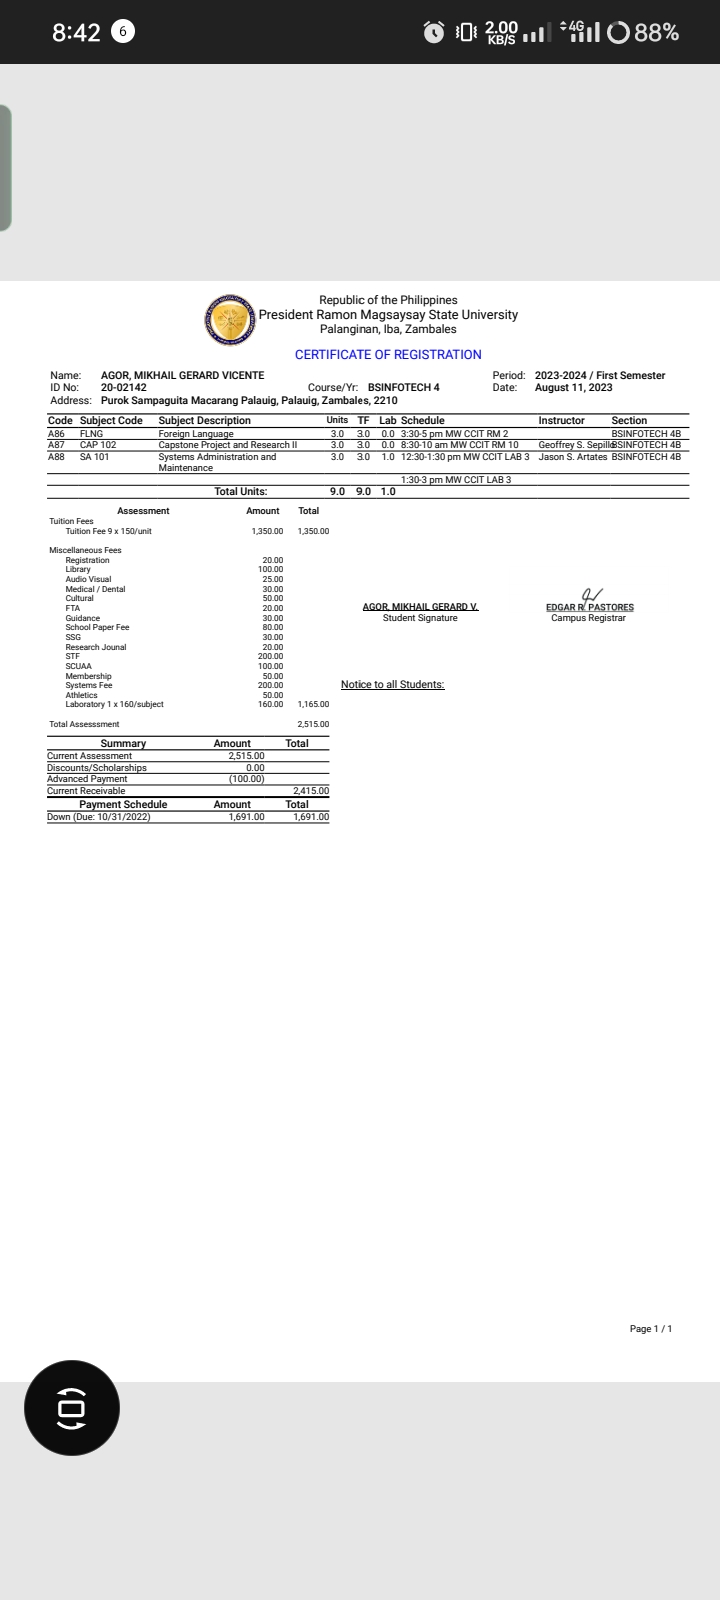 8:42 6 2.00 KB/S 4G 88%
Republic of the Philippines
President Ramon Magsaysay State University
Palanginan, Iba, Zambales
CERTIFICATE OF REGISTRATION
Name: AGOR, MIKHAIL GERARD VICENTE Period: 2023-2024 / First Semester
ID No: 20-02142 Course/Yr: BSINFOTECH 4 Date: August 11, 2023
Address: Purok Sampaguita Macarang Palauig, Palauig, Zambales, 2210
Code Subject Code Subject Description Units TF Lab Schedule Instructor Section
A86 FLNG Foreign Language 3.0 3.0 0.0 3:30-5 pm MW CCIT RM 2 BSINFOTECH 4B
A87 CAP 102 Capstone Project and Research II 3.0 3.0 0.0 8:30-10 am MW CCIT RM 10 Geoffrey S. BSINFOTECH 4B
A88 SA 101 Systems Administration and 3.0 3.0 1.0 12:30-1:30 pm MW CCIT LAB 3 Jason S. Artates BSINFOTECH 4B
Maintenance
1:30-3 pm MW CCIT LAB 3
Total Units: 9.0 9.0 1.0
Assessment Amount Total
Tuition Fees
Tuition Fee 9 x 150/unit 1,350.00 1,350.00
Miscellaneous Fees
Registration 20.00
Library 100.00
Audio Visual 25.00
Medical / Dental 30.00
Cultural 50.00
FTA 20.00
Guidance 30.00
School Paper Fee 80.00
SSG 30.00
Research Jounal 20.00
STF 200.00
SCUAA 100.00
Membership 50.00
Systems Fee 200.00
Athletics 50.00
Laboratory 1 x 160/subject 160.00 1,165.00
Total Assesssment 2,515.00
AGOR, MIKHAIL GERARD V. EDGAR R. PASTORES
Student Signature Campus Registrar
Notice to all Students:
Summary Amount Total
Current Assessment 2,515.00
Discounts/Scholarships 0.00
Advanced Payment (100.00)
Current Receivable 2,415.00
Payment Schedule Amount Total
Down (Due: 10/31/2022) 1,691.00 1,691.00
Page 1 / 1